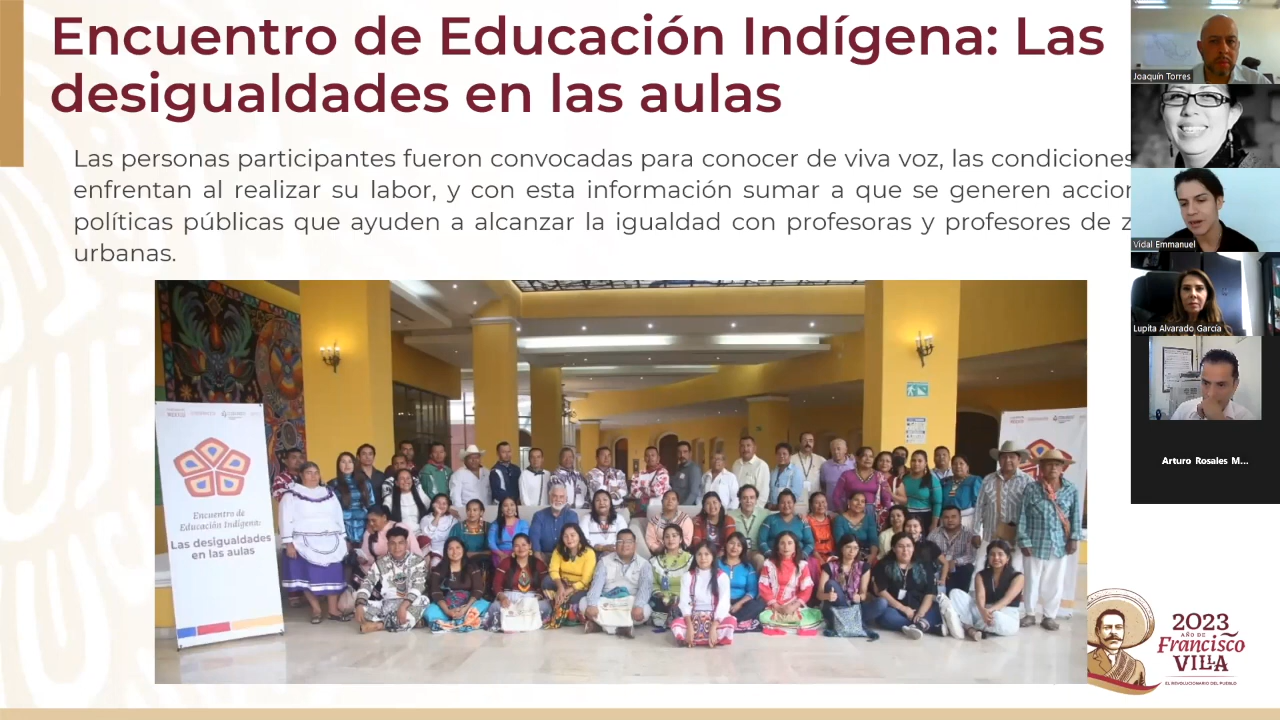 Encuentro de Educación Indígena: Las
desigualdades en las aulas
Las personas participantes fueron convocadas para conocer de viva voz, las condiciones
enfrentan al realizar su labor, y con esta información sumar a que se generen accion
políticas públicas que ayuden a alcanzar la igualdad con profesoras y profesores de z
urbanas.
Joaquín Torres
Vidal Emmanuel
Lupita Alvarado García
Arturo Rosales M...
Encuentro de
Educación Indígena:
Las desigualdades
en las aulas
2023
AÑO DE
Francisco
VILLA
EL REVOLUCIONARIO DEL PUEBLO